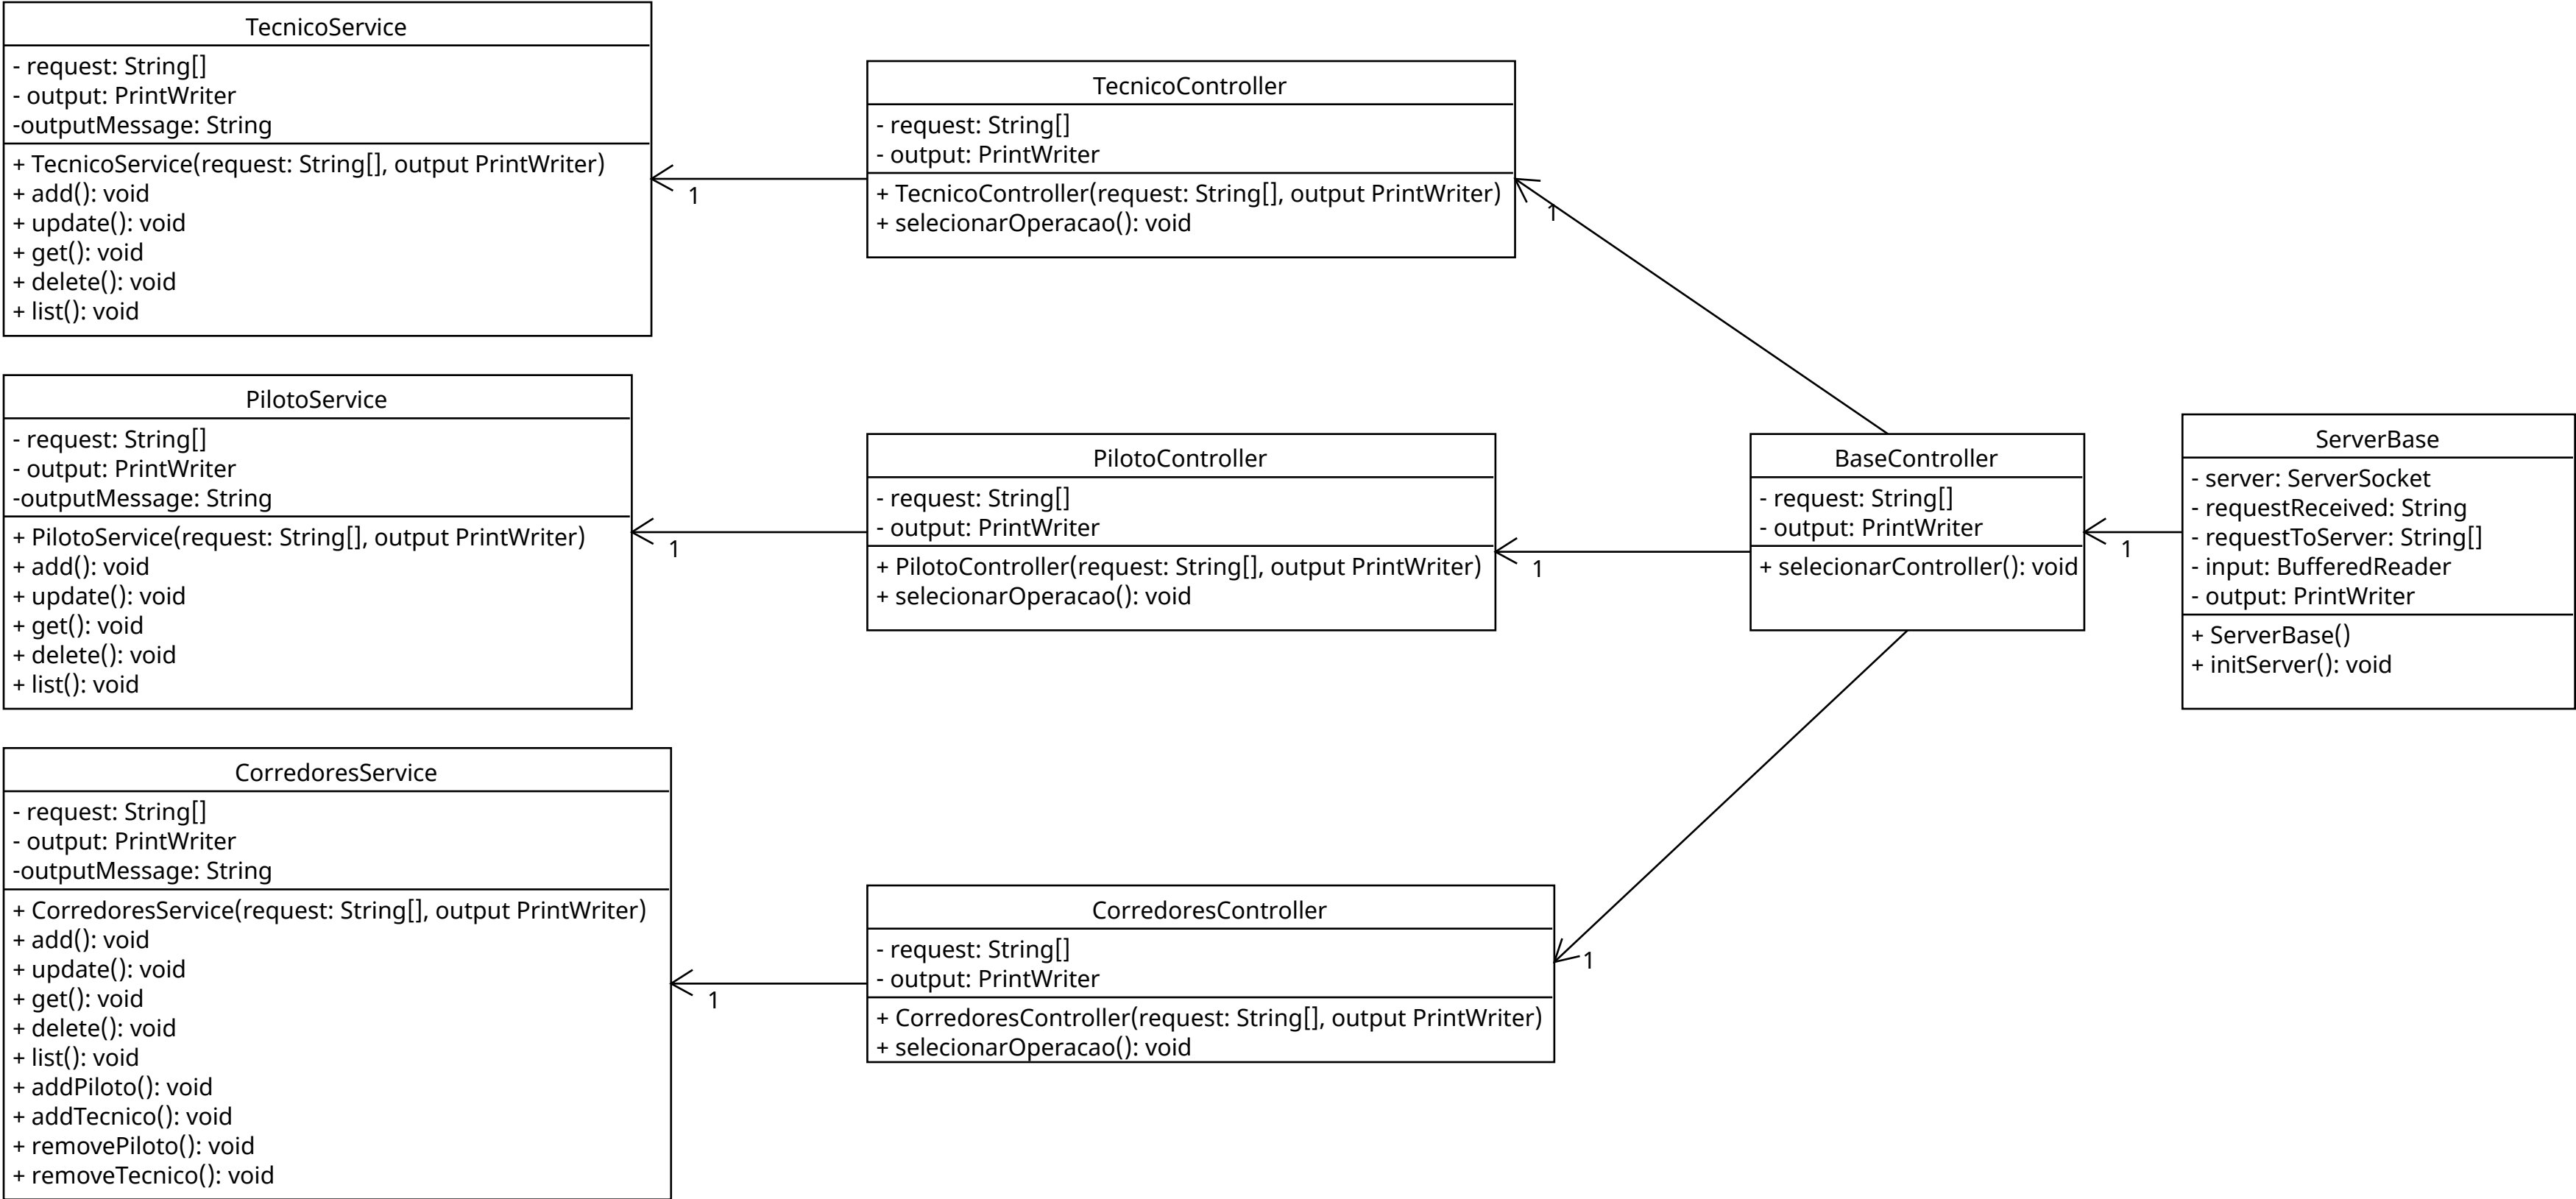 TecnicoService
- request: String[]
- output: PrintWriter
-outputMessage: String
+ TecnicoService(request: String[], output PrintWriter)
+ add(): void
+ update(): void
+ get(): void
+ delete(): void
+ list(): void
1
TecnicoController
- request: String[]
- output: PrintWriter
+ TecnicoController(request: String[], output PrintWriter)
+ selecionarOperacao(): void
1
PilotoService
- request: String[]
- output: PrintWriter
-outputMessage: String
+ PilotoService(request: String[], output PrintWriter)
+ add(): void
+ update(): void
+ get(): void
+ delete(): void
+ list(): void
1
PilotoController
- request: String[]
- output: PrintWriter
+ PilotoController(request: String[], output PrintWriter)
+ selecionarOperacao(): void
1
BaseController
- request: String[]
- output: PrintWriter
+ selecionarController(): void
1
ServerBase
- server: ServerSocket
- requestReceived: String
- requestToServer: String[]
- input: BufferedReader
- output: PrintWriter
+ ServerBase()
+ initServer(): void
CorredoresService
- request: String[]
- output: PrintWriter
-outputMessage: String
+ CorredoresService(request: String[], output PrintWriter)
+ add(): void
+ update(): void
+ get(): void
+ delete(): void
+ list(): void
+ addPiloto(): void
+ addTecnico(): void
+ removePiloto(): void
+ removeTecnico(): void
1
CorredoresController
- request: String[]
- output: PrintWriter
+ CorredoresController(request: String[], output PrintWriter)
+ selecionarOperacao(): void
1